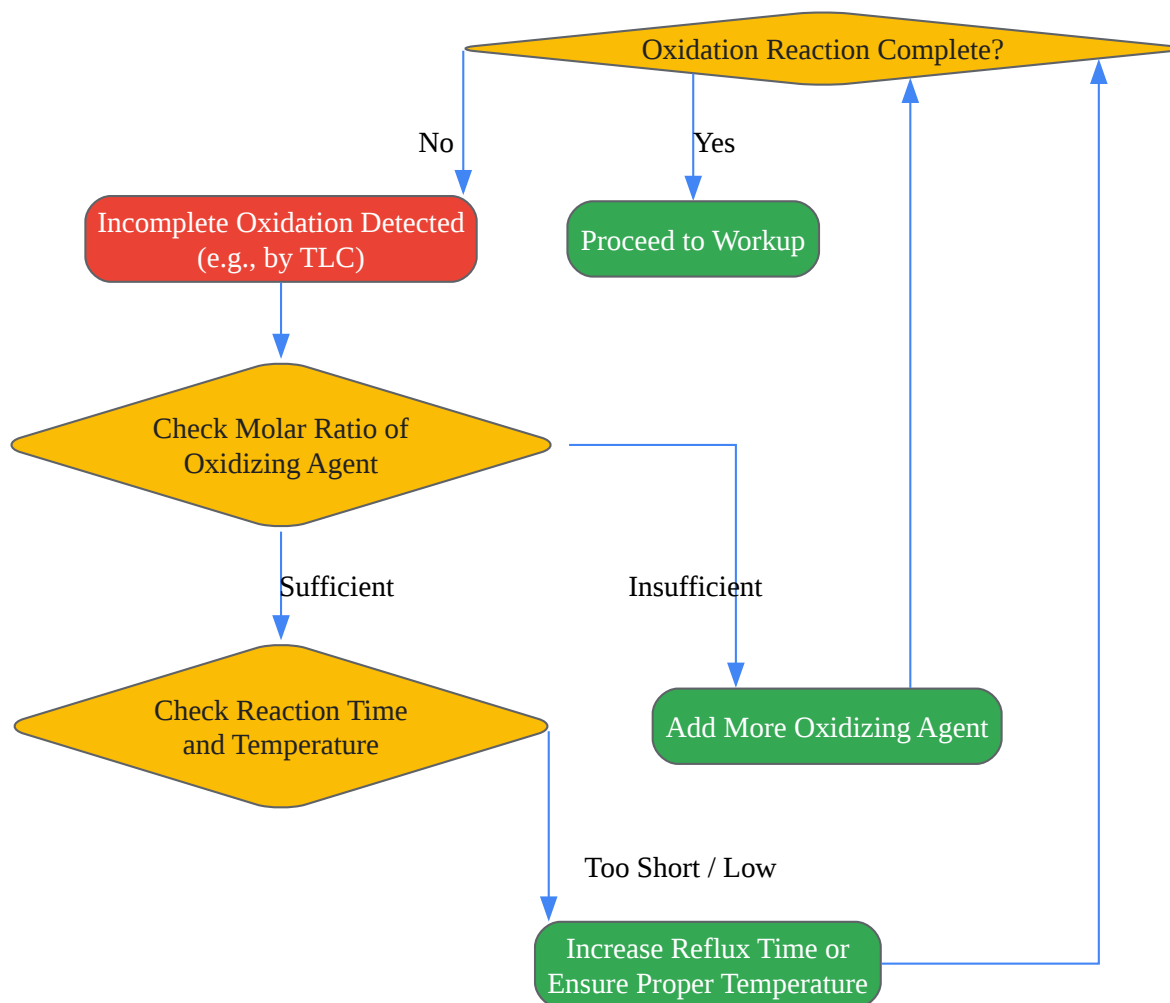 Oxidation Reaction Complete?
No
Yes
Incomplete Oxidation Detected
(e.g., by TLC)
Proceed to Workup
Check Molar Ratio of
Oxidizing Agent
Sufficient
Insufficient
Check Reaction Time
and Temperature
Add More Oxidizing Agent
Too Short / Low
Increase Reflux Time or
Ensure Proper Temperature